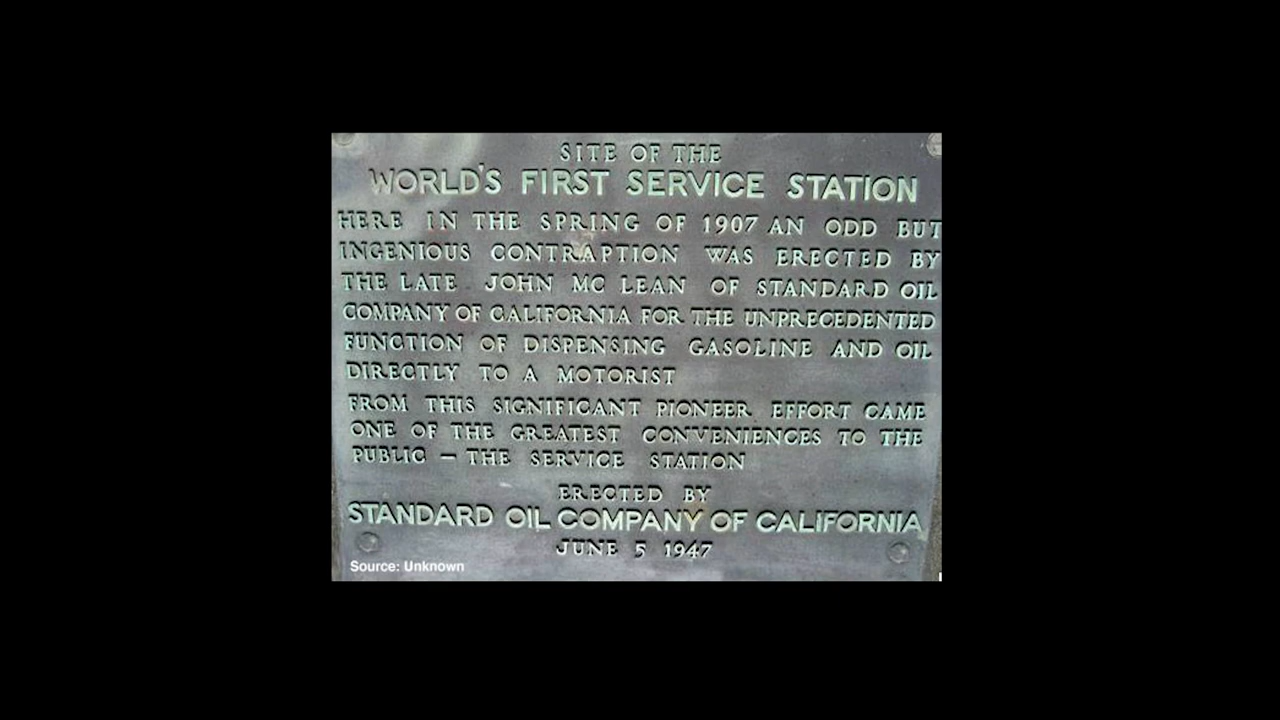 SITE OF THE
WORLD'S FIRST SERVICE STATION
HERE IN THE SPRING OF 1907 AN ODD BUT
INGENIOUS CONTRAPTION WAS ERECTED BY
THE LATE JOHN MC LEAN OF STANDARD OIL
COMPANY OF CALIFORNIA FOR THE UNPRECEDENTED
FUNCTION OF DISPENSING GASOLINE AND OIL
DIRECTLY TO A MOTORIST
FROM THIS SIGNIFICANT PIONEER EFFORT CAME
ONE OF THE GREATEST CONVENIENCES TO THE
PUBLIC — THE SERVICE STATION
ERECTED BY
STANDARD OIL COMPANY OF CALIFORNIA
JUNE 5 1947
Source: Unknown